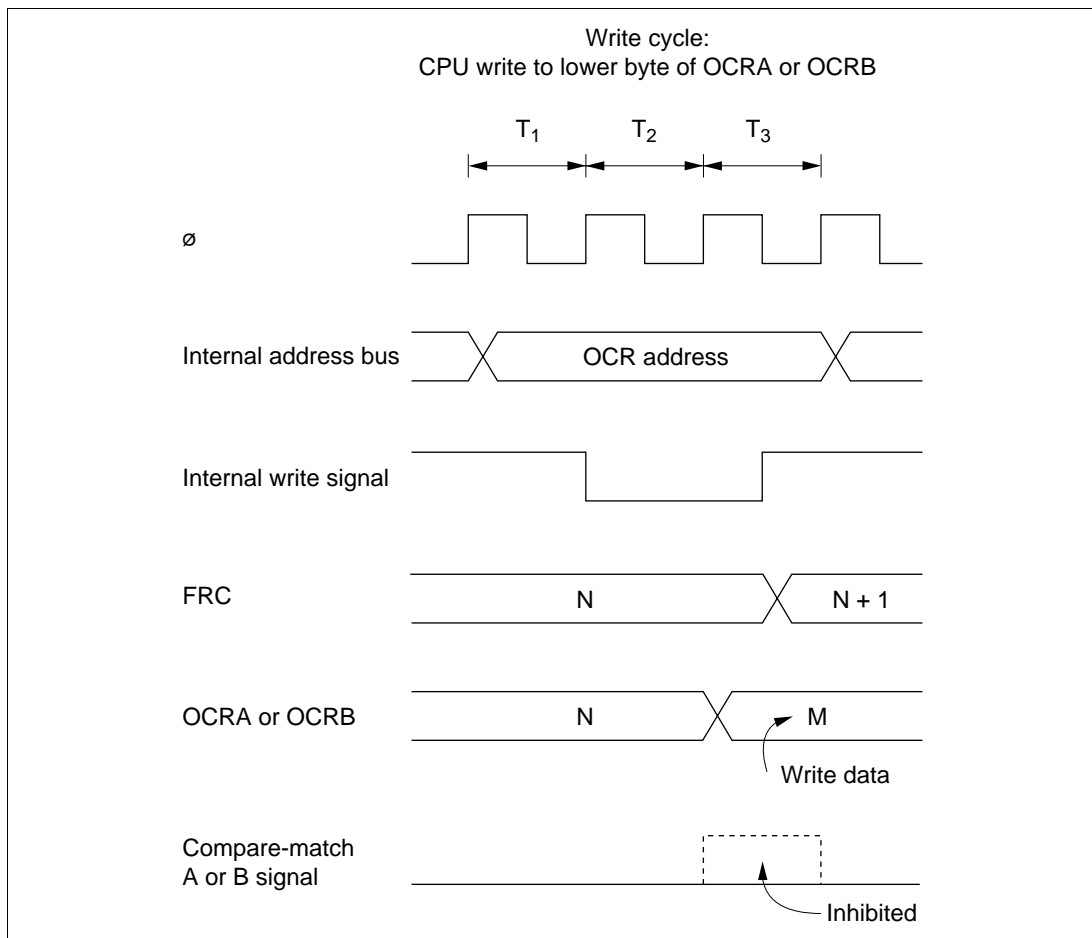 Write cycle:
CPU write to lower byte of OCRA or OCRB
T1 T2 T3
ø
Internal address bus OCR address
Internal write signal
FRC N N + 1
OCRA or OCRB N M
Write data
Compare-match
A or B signal
Inhibited